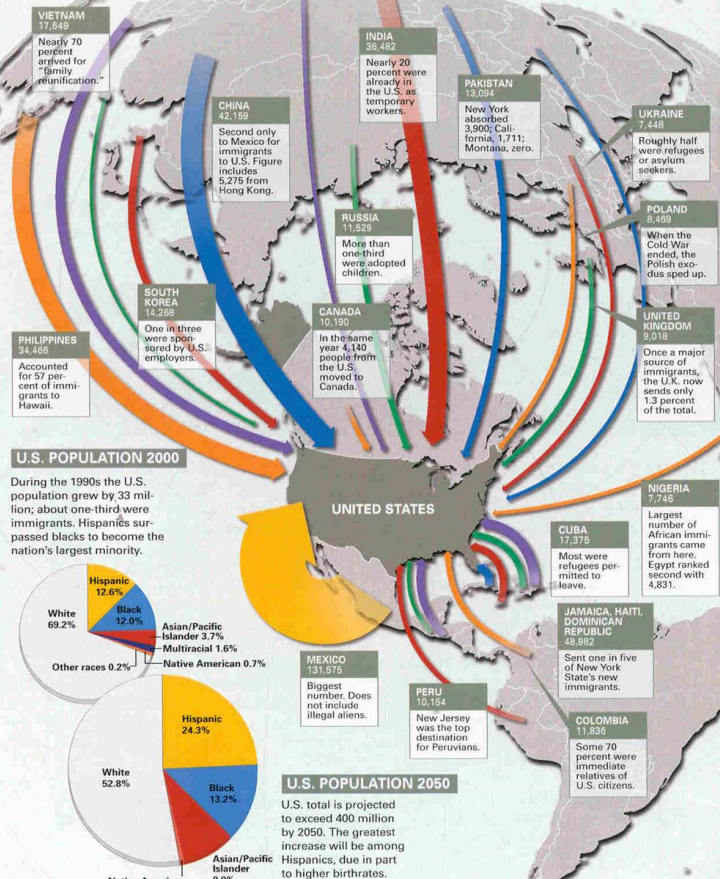 VIETNAM
17,649
Nearly 70
percent
arrived for
"family
reunification."
CHINA
42,159
Second only
to Mexico for
immigrants
to U.S. Figure
includes
5,275 from
Hong Kong.
INDIA
36,482
Nearly 20
percent were
already in
the U.S. as
temporary
workers.
PAKISTAN
13,094
New York
absorbed
3,900; Cali-
fornia, 1,711;
Montana, zero.
UKRAINE
7,448
Roughly half
were refugees
or asylum
seekers.
RUSSIA
11,529
More than
one-third
were adopted
children.
POLAND
8,469
When the
Cold War
ended, the
Polish exo-
dus sped up.
SOUTH
KOREA
14,268
One in three
were spon-
sored by U.S.
employers.
CANADA
10,190
In the same
year 4,140
people from
the U.S.
moved to
Canada.
UNITED
KINGDOM
9,018
Once a major
source of
immigrants,
the U.K. now
sends only
1.3 percent
of the total.
PHILIPPINES
34,466
Accounted
for 57 per-
cent of immi-
grants to
Hawaii.
U.S. POPULATION 2000
During the 1990s the U.S.
population grew by 33 mil-
lion; about one-third were
immigrants. Hispanics sur-
passed blacks to become the
nation's largest minority.
UNITED STATES
NIGERIA
7,746
Largest
number of
African immi-
grants came
from here.
Egypt ranked
second with
4,831.
CUBA
17,375
Most were
refugees per-
mitted to
leave.
Hispanic
12.6%
White
69.2%
Black
12.0%
Asian/Pacific
Islander 3.7%
Multiracial 1.6%
Native American 0.7%
Other races 0.2%
JAMAICA, HAITI,
DOMINICAN
REPUBLIC
48,982
Sent one in five
of New York
State's new
immigrants.
MEXICO
131,575
Biggest
number. Does
not include
illegal aliens.
PERU
10,154
New Jersey
was the top
destination
for Peruvians.
COLOMBIA
11,836
Some 70
percent were
immediate
relatives of
U.S. citizens.
Hispanic
24.3%
White
52.8%
Black
13.2%
Asian/Pacific
Islander
U.S. POPULATION 2050
U.S. total is projected
to exceed 400 million
by 2050. The greatest
increase will be among
Hispanics, due in part
to higher birthrates.